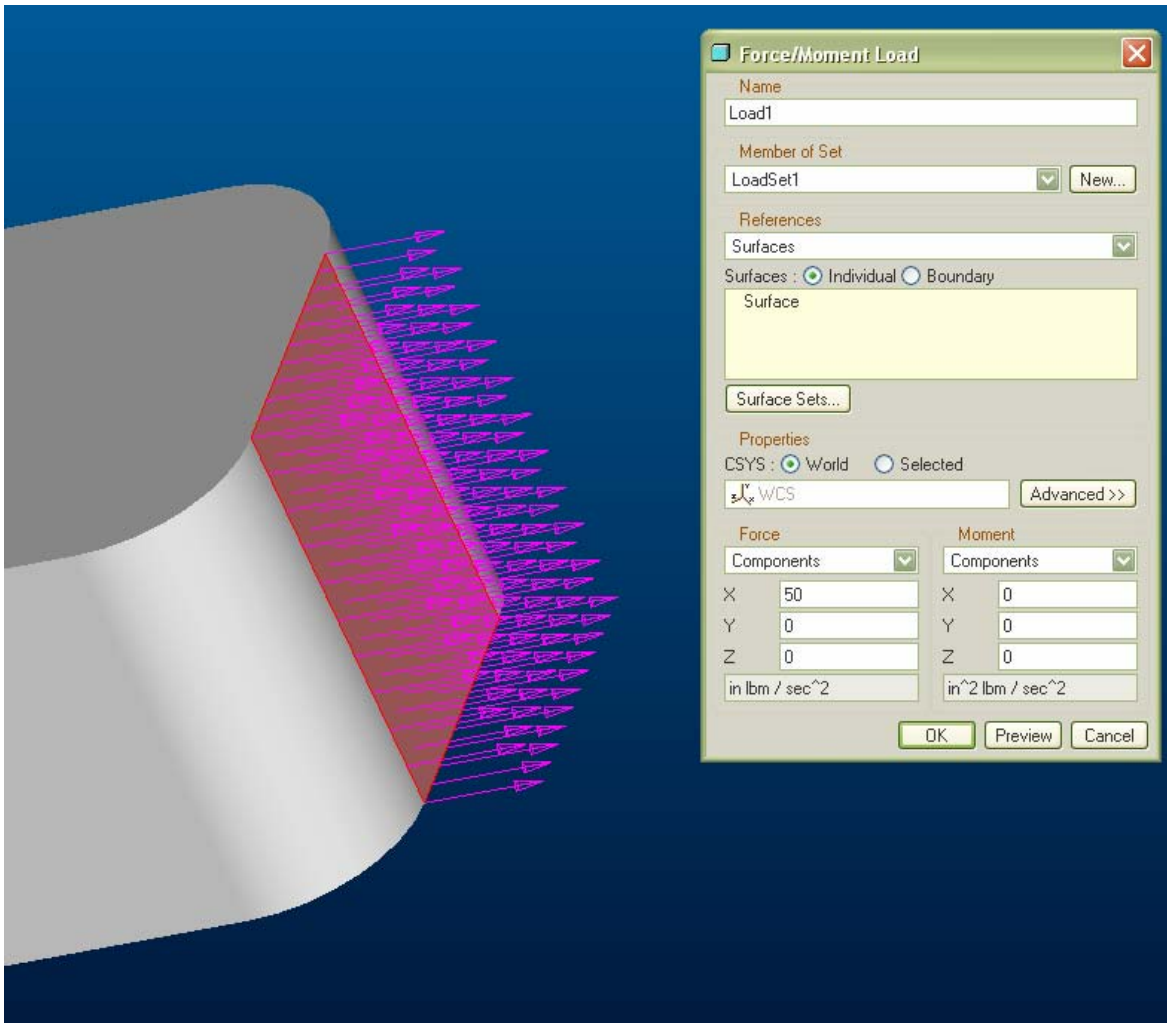 Force/Moment Load
Name
Load1
Member of Set
LoadSet1 New...
References
Surfaces
Surfaces : Individual Boundary
Surface
Surface Sets...
Properties
CSYS : World Selected
WCS Advanced >>
Force Moment
Components Components
X 50 X 0
Y 0 Y 0
Z 0 Z 0
in lbm / sec^2 in^2 lbm / sec^2
OK Preview Cancel